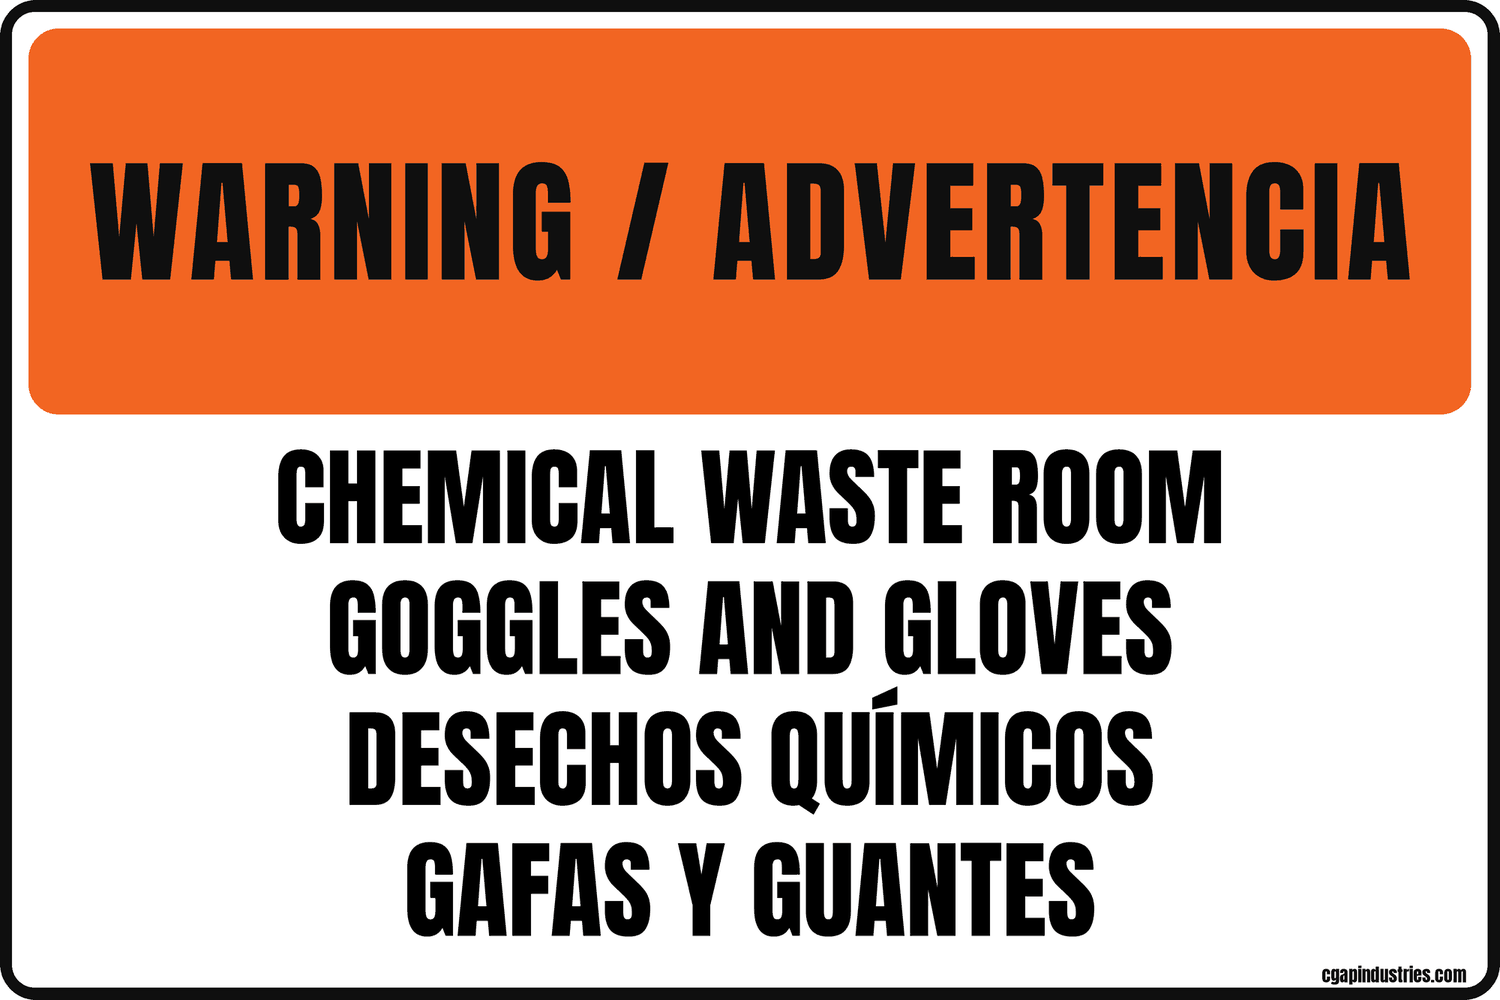 WARNING / ADVERTENCIA
CHEMICAL WASTE ROOM
GOGGLES AND GLOVES
DESECHOS QUÍMICOS
GAFAS Y GUANTES
cgapindustries.com